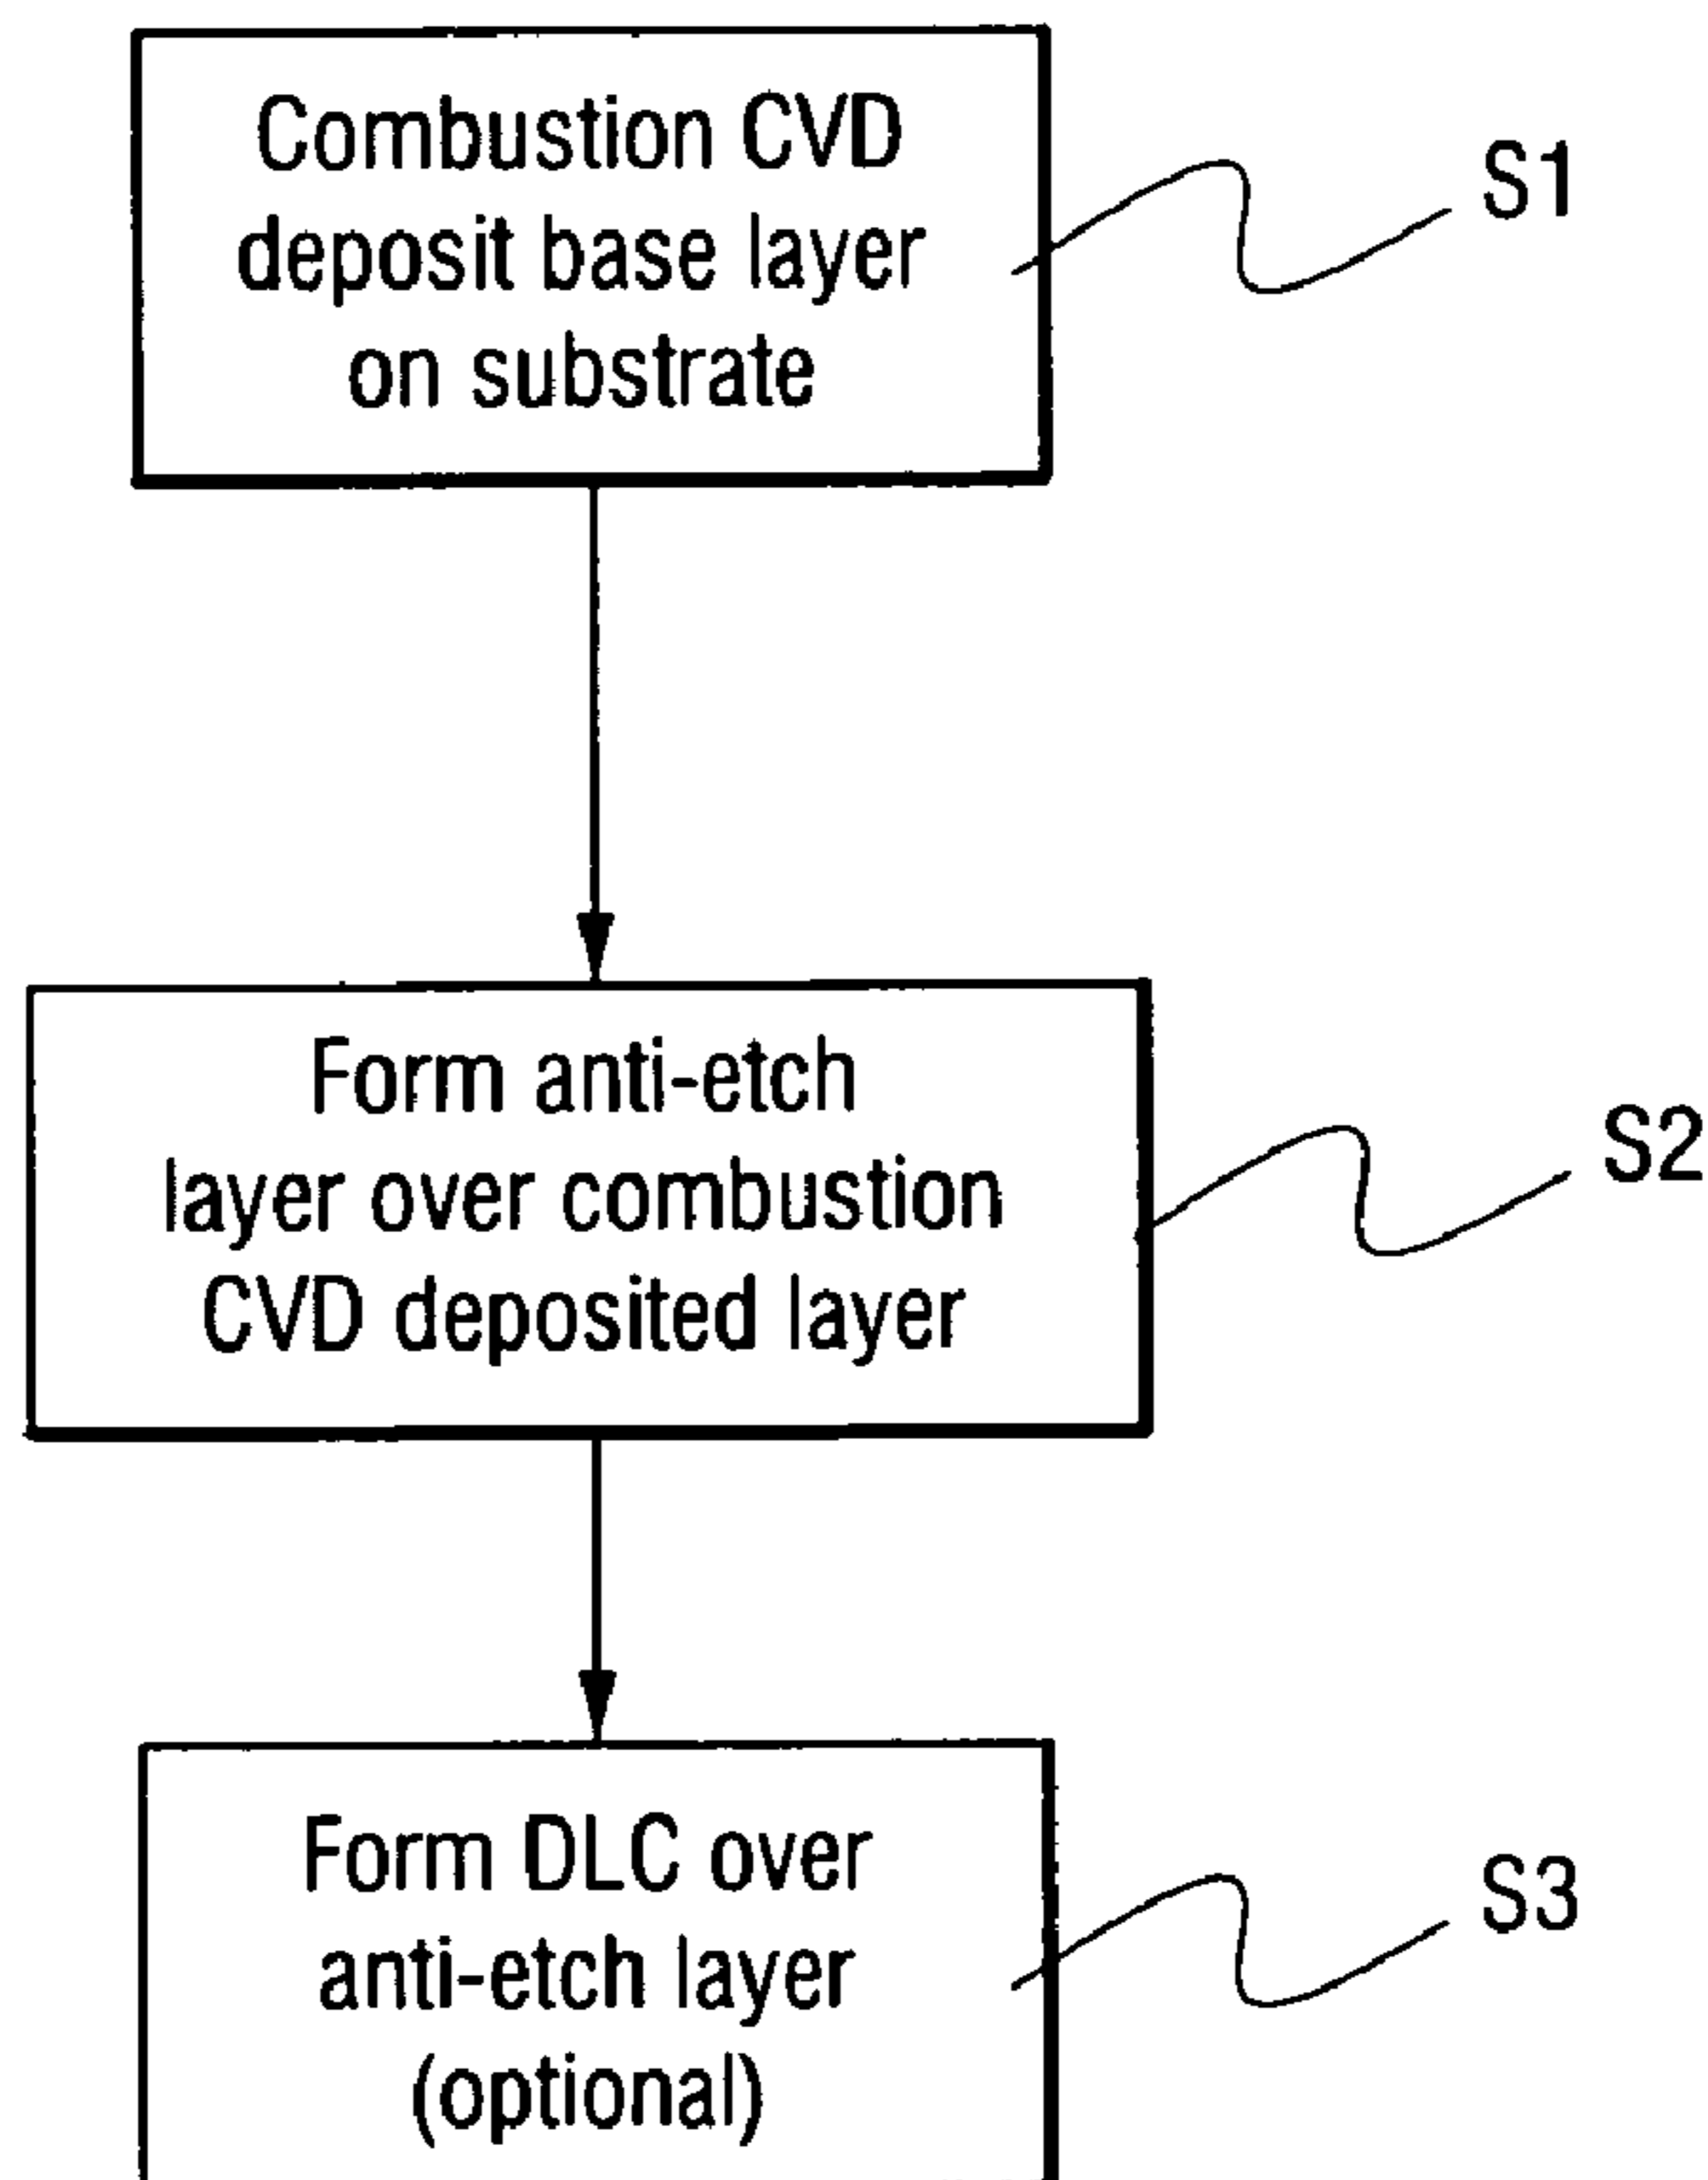 Combustion CVD
deposit base layer
on substrate
S1
Form anti-etch
layer over combustion
CVD deposited layer
S2
Form DLC over
anti-etch layer
(optional)
S3